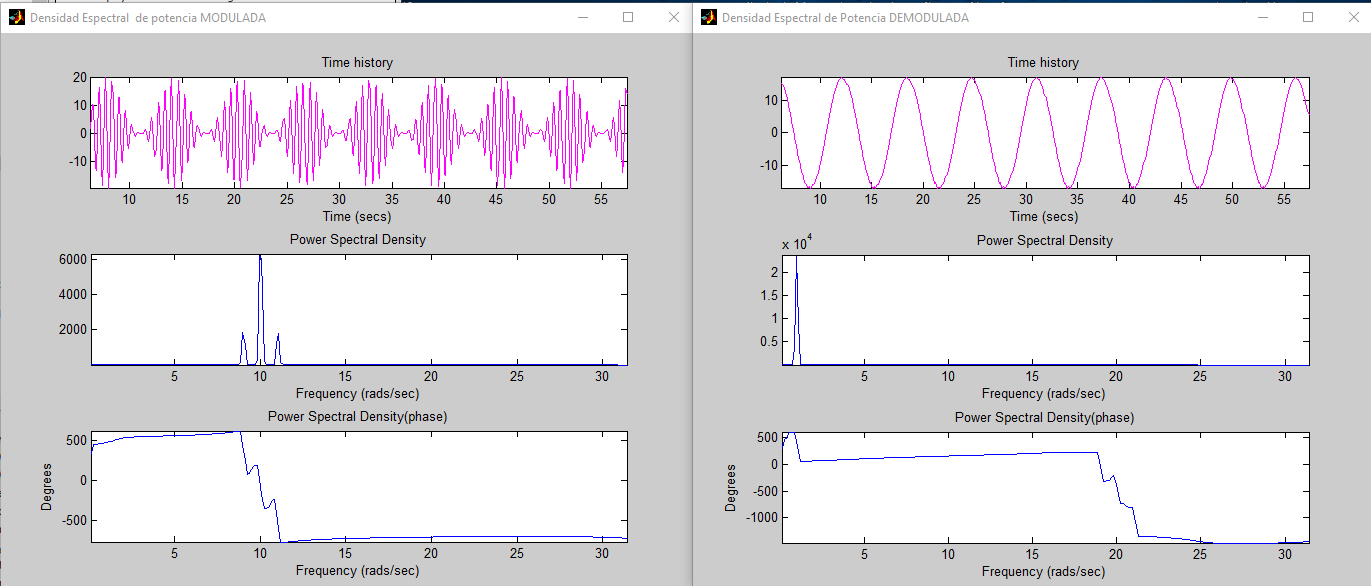 Densidad Espectral de potencia MODULADA
Time history
20
10
0
-10
10 15 20 25 30 35 40 45 50 55
Time (secs)
Power Spectral Density
6000
4000
2000
5 10 15 20 25 30
Frequency (rads/sec)
Power Spectral Density(phase)
500
0
-500
Degrees
5 10 15 20 25 30
Frequency (rads/sec)
Densidad Espectral de Potencia DEMODULADA
Time history
10
0
-10
10 15 20 25 30 35 40 45 50 55
Time (secs)
Power Spectral Density
x 10^4
2
1.5
1
0.5
5 10 15 20 25 30
Frequency (rads/sec)
Power Spectral Density(phase)
500
0
-500
-1000
Degrees
5 10 15 20 25 30
Frequency (rads/sec)